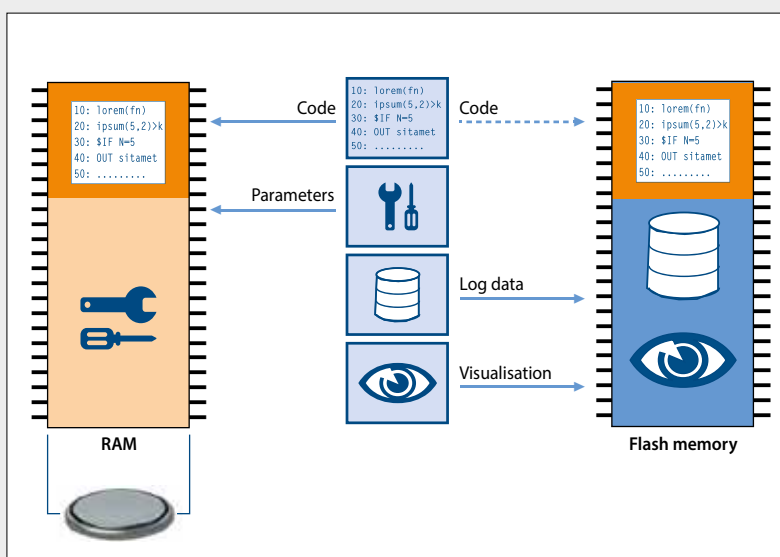 10: lorem(fn)
20: ipsum(5,2)>k
30: $IF N=5
40: OUT sitamet
50: .........
Code
10: lorem(fn)
20: ipsum(5,2)>k
30: $IF N=5
40: OUT sitamet
50: .........
Code
10: lorem(fn)
20: ipsum(5,2)>k
30: $IF N=5
40: OUT sitamet
50: .........
Parameters
Log data
Visualisation
RAM
Flash memory